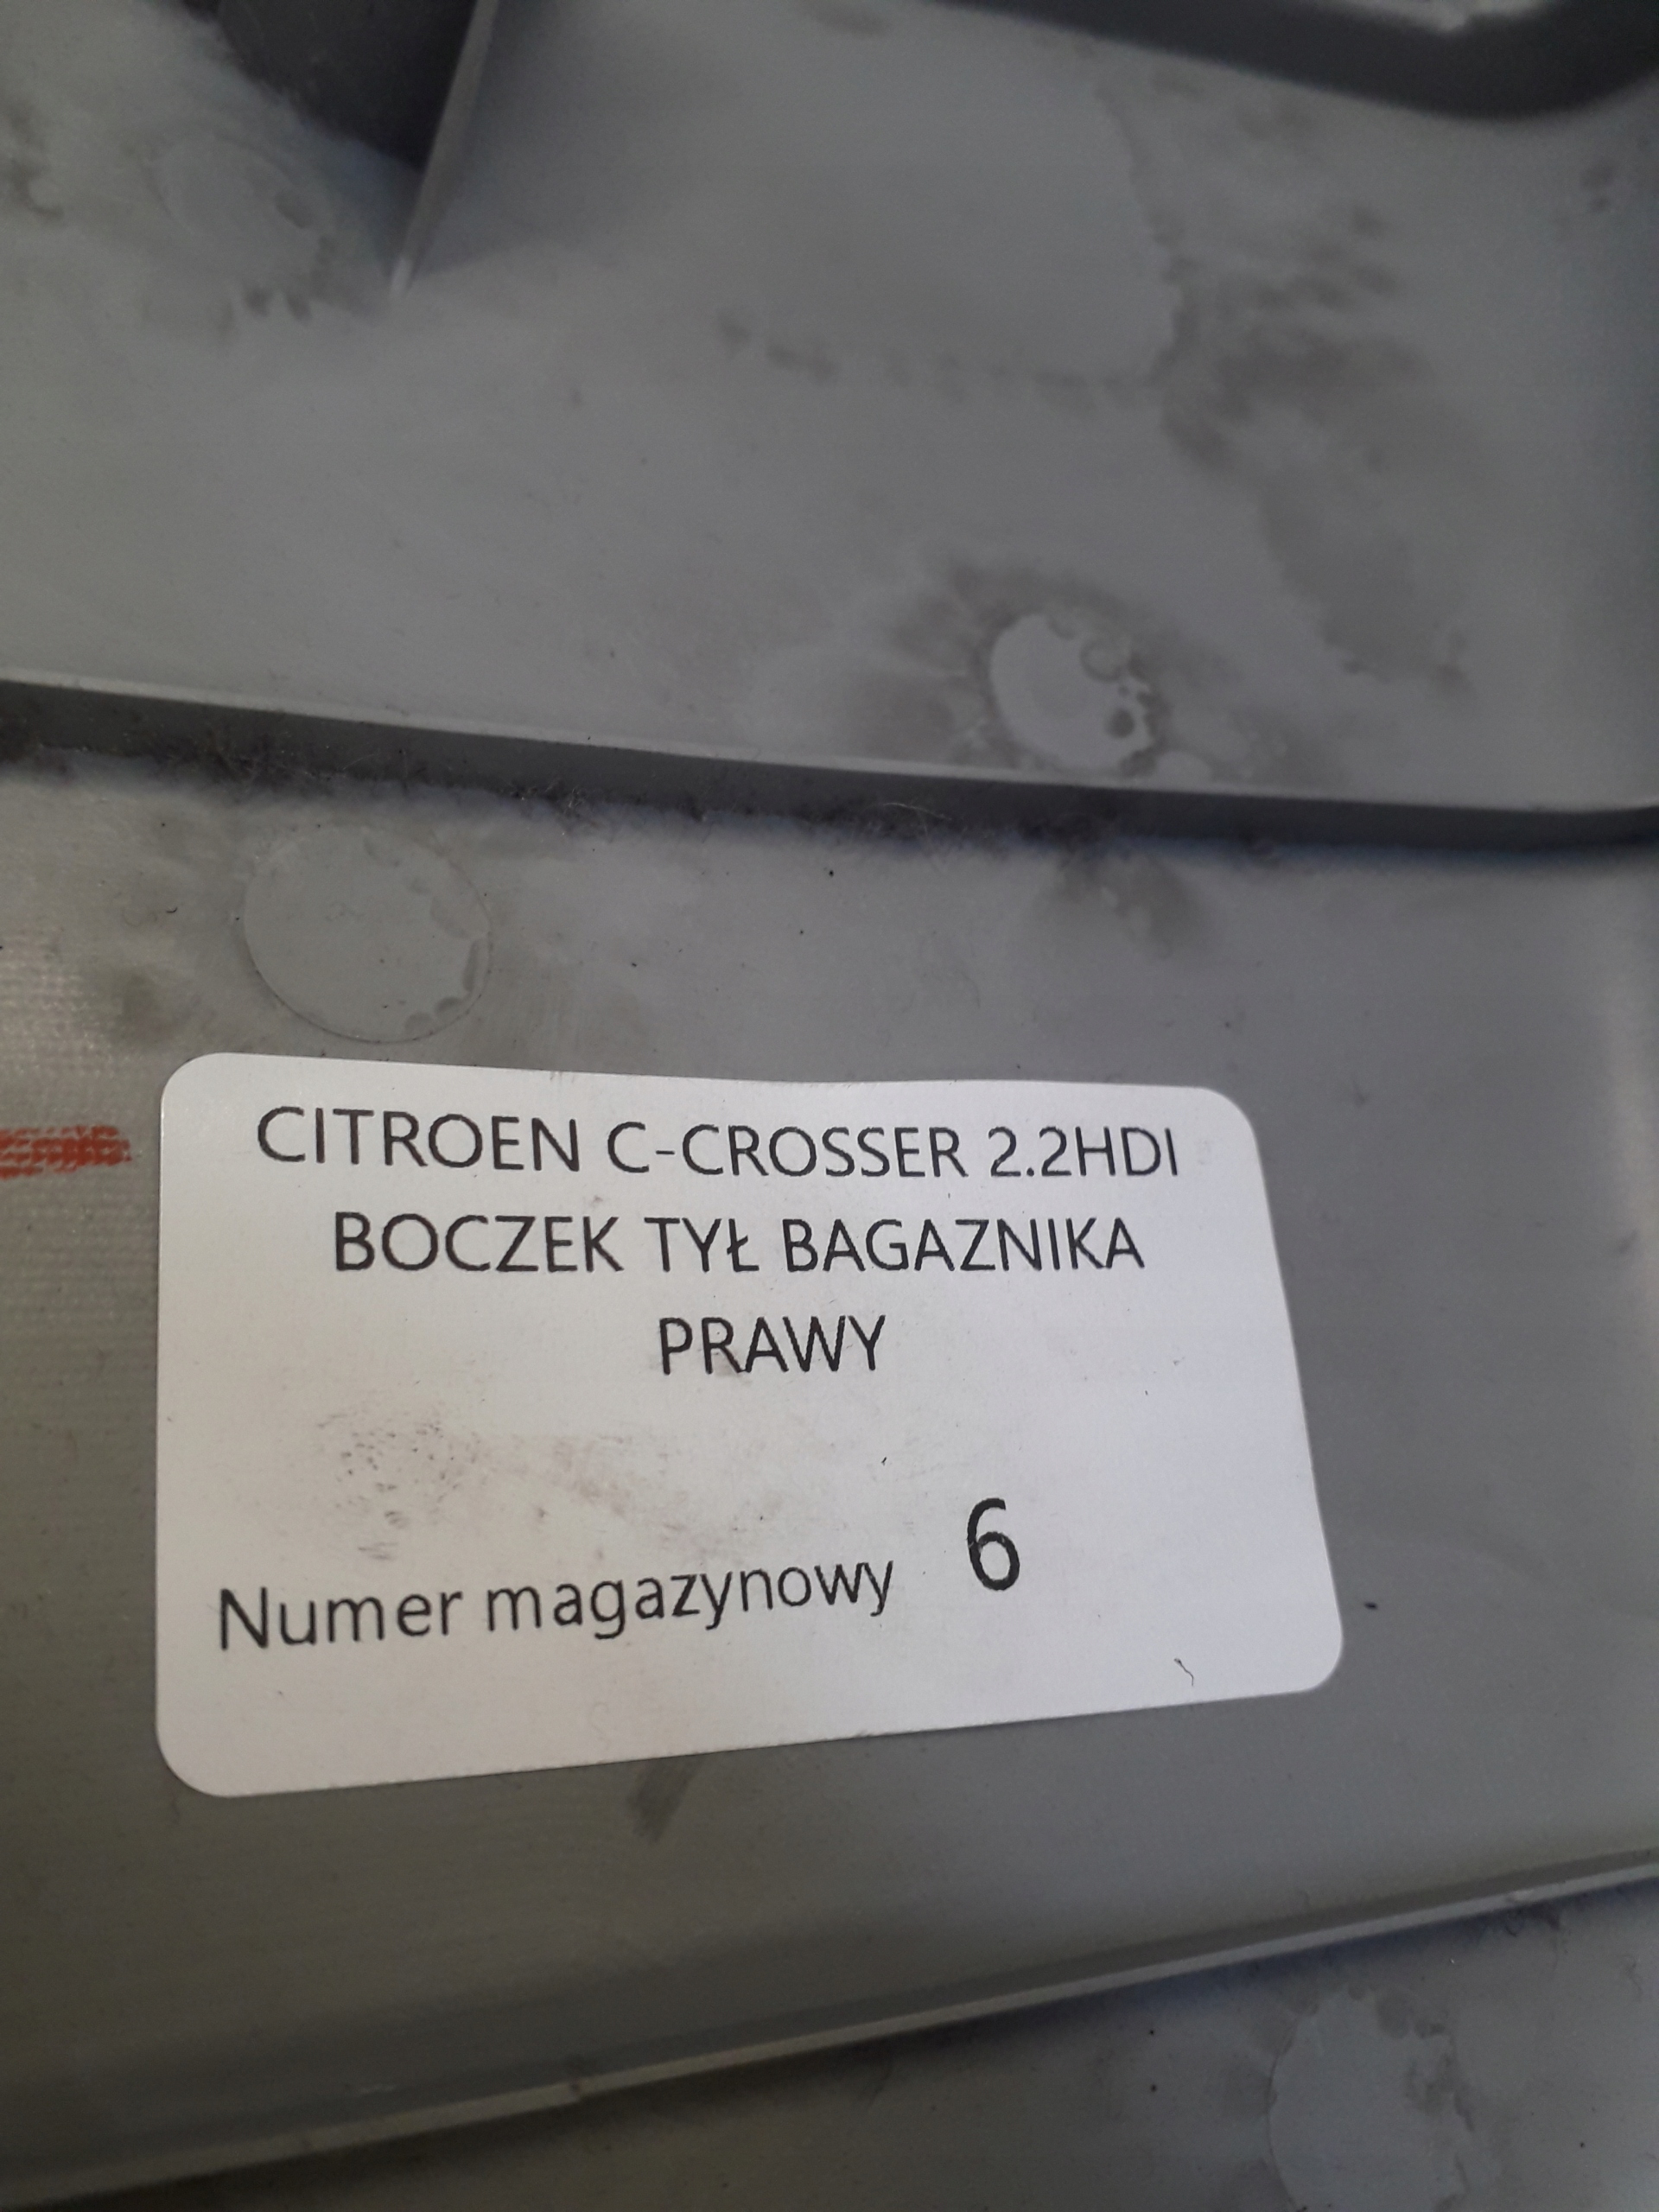 CITROEN C-CROSSER 2.2HDI
BOCZEK TYŁ BAGAZNIKA
PRAWY
Numer magazynowy 6